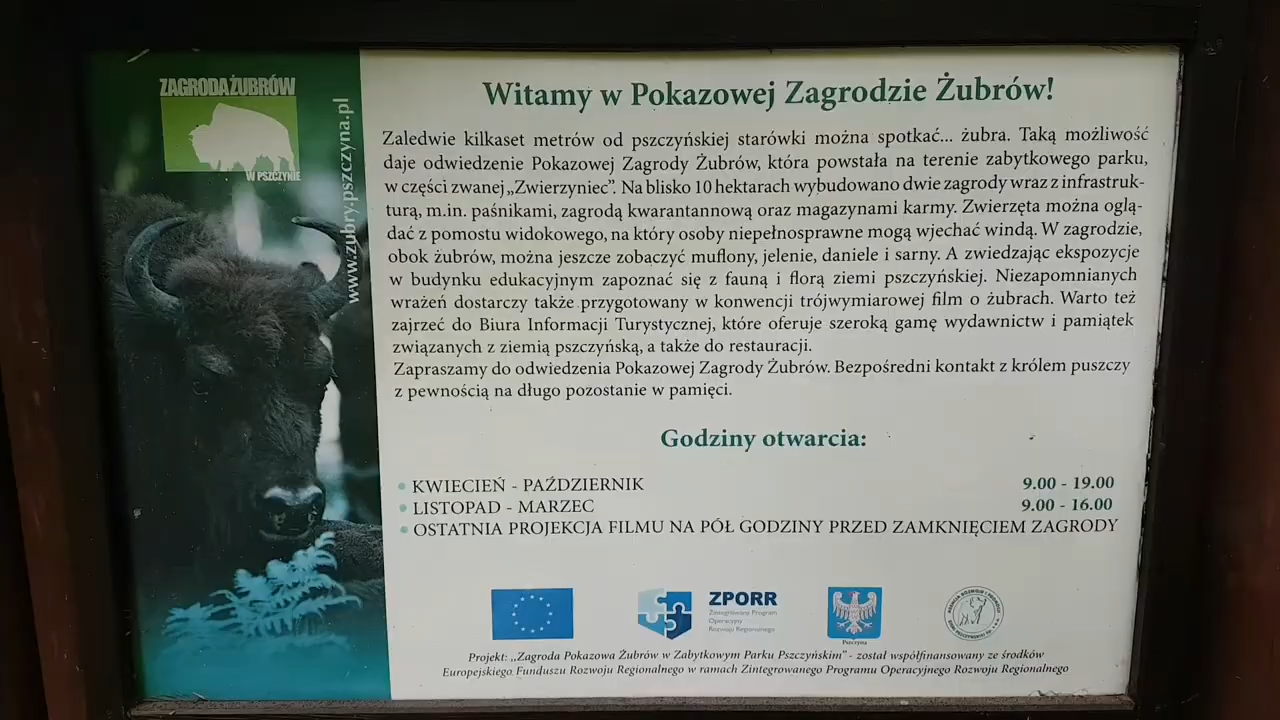 ZAGRODA ŻUBRÓW
W PSZCZYNIE
www.zubry.pszczyna.pl
Witamy w Pokazowej Zagrodzie Żubrów!
Zaledwie kilkaset metrów od pszczyńskiej starówki można spotkać... żubra. Taką możliwość
daje odwiedzenie Pokazowej Zagrody Żubrów, która powstała na terenie zabytkowego parku,
w części zwanej „Zwierzyniec”. Na blisko 10 hektarach wybudowano dwie zagrody wraz z infrastruk-
turą, m.in. paśnikami, zagrodą kwarantannową oraz magazynami karmy. Zwierzęta można oglą-
dać z pomostu widokowego, na który osoby niepełnosprawne mogą wjechać windą. W zagrodzie,
obok żubrów, można jeszcze zobaczyć muflony, jelenie, daniele i sarny. A zwiedzając ekspozycje
w budynku edukacyjnym zapoznać się z fauną i florą ziemi pszczyńskiej. Niezapomnianych
wrażeń dostarczy także przygotowany w konwencji trójwymiarowej film o żubrach. Warto też
zajrzeć do Biura Informacji Turystycznej, które oferuje szeroką gamę wydawnictw i pamiątek
związanych z ziemią pszczyńską, a także do restauracji.
Zapraszamy do odwiedzenia Pokazowej Zagrody Żubrów. Bezpośredni kontakt z królem puszczy
z pewnością na długo pozostanie w pamięci.
Godziny otwarcia:
KWIECIEŃ - PAŹDZIERNIK 9.00 - 19.00
LISTOPAD - MARZEC 9.00 - 16.00
OSTATNIA PROJEKCJA FILMU NA PÓŁ GODZINY PRZED ZAMKNIĘCIEM ZAGRODY
ZPORR
Zintegrowany Program
Operacyjny
Rozwoju Regionalnego
Pszczyna
Projekt: „Zagroda Pokazowa Żubrów w Zabytkowym Parku Pszczyńskim” - został współfinansowany ze środków
Europejskiego Funduszu Rozwoju Regionalnego w ramach Zintegrowanego Programu Operacyjnego Rozwoju Regionalnego